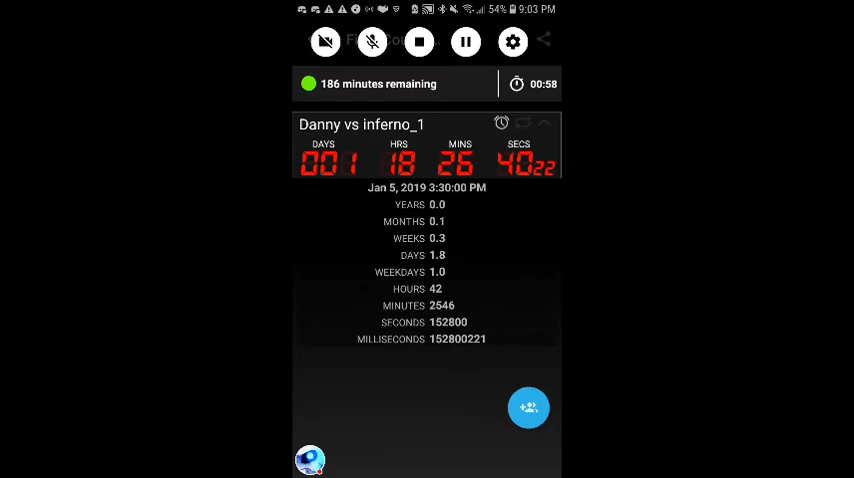 54% 9:03 PM
186 minutes remaining
00:58
Danny vs inferno_1
DAYS HRS MINS SECS
001 18 26 40 22
Jan 5, 2019 3:30:00 PM
YEARS 0.0
MONTHS 0.1
WEEKS 0.3
DAYS 1.8
WEEKDAYS 1.0
HOURS 42
MINUTES 2546
SECONDS 152800
MILLISECONDS 152800221